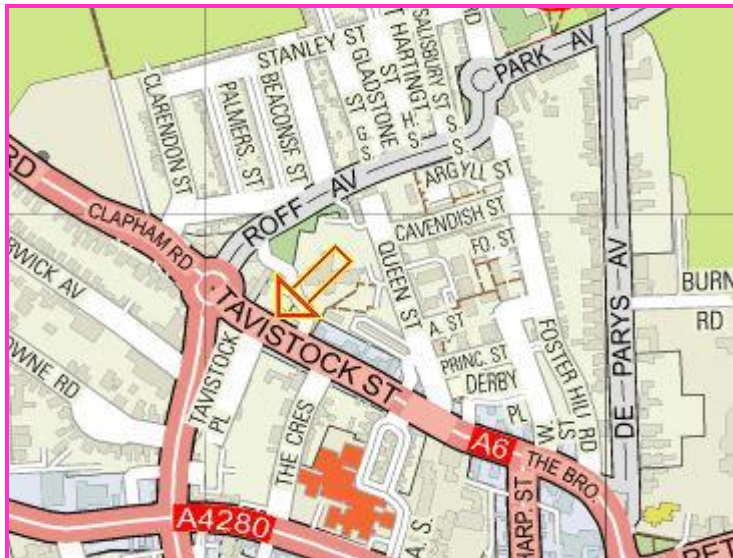 STANLEY ST
SALISBURY ST
HARTINGT ST
GLADSTONE ST
RD
PARK AV
CLARENDON ST
PALMERS. ST
BEACONSF. ST
G S
H. S
S S
ARGYLL ST
ROFF AV
CAVENDISH ST
FO. ST
RD
CLAPHAM RD
QUEEN ST
DE PARYS AV
BURN
RD
RWICK AV
OWNE RD
TAVISTOCK ST
TAVISTOCK PL
A. ST
PRINC. ST
DERBY
PL
FOSTER HILL RD
THE CRES
W. ST
A6
THE BRO.
HARP. ST
A4280
A. S.
PET